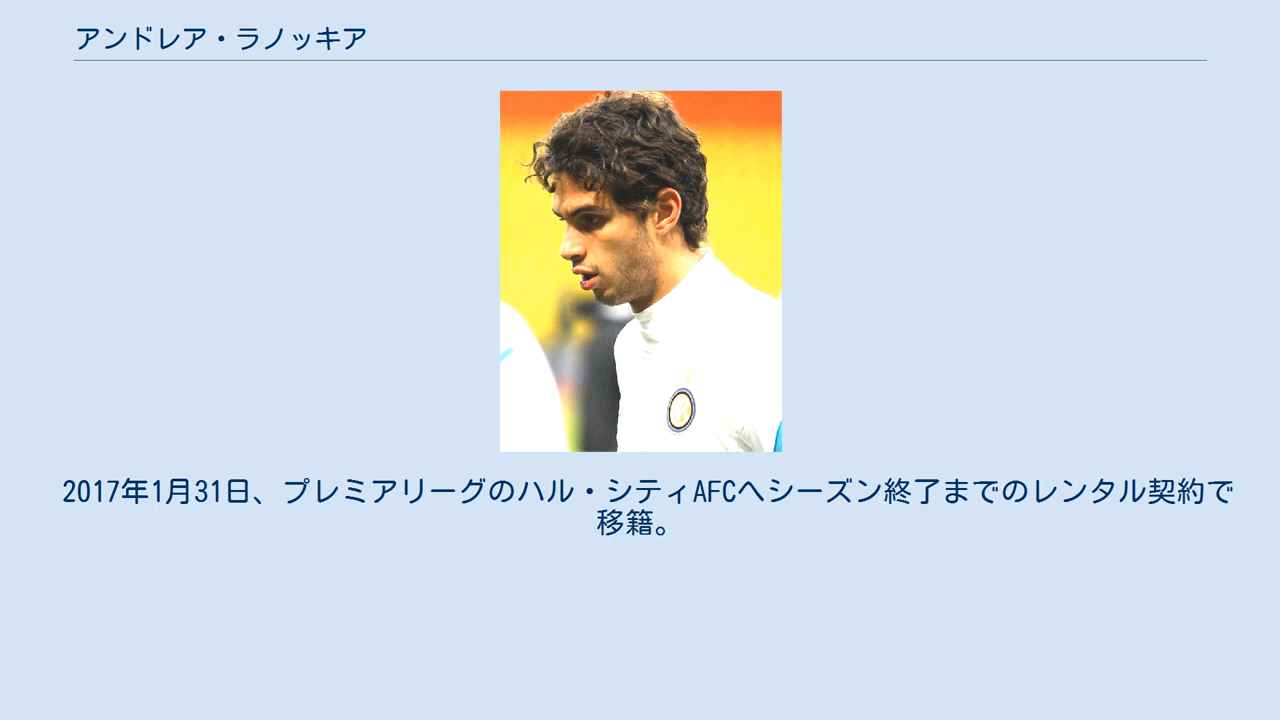 アンドレア・ラノッキア
2017年1月31日、プレミアリーグのハル・シティAFCへシーズン終了までのレンタル契約で
移籍。